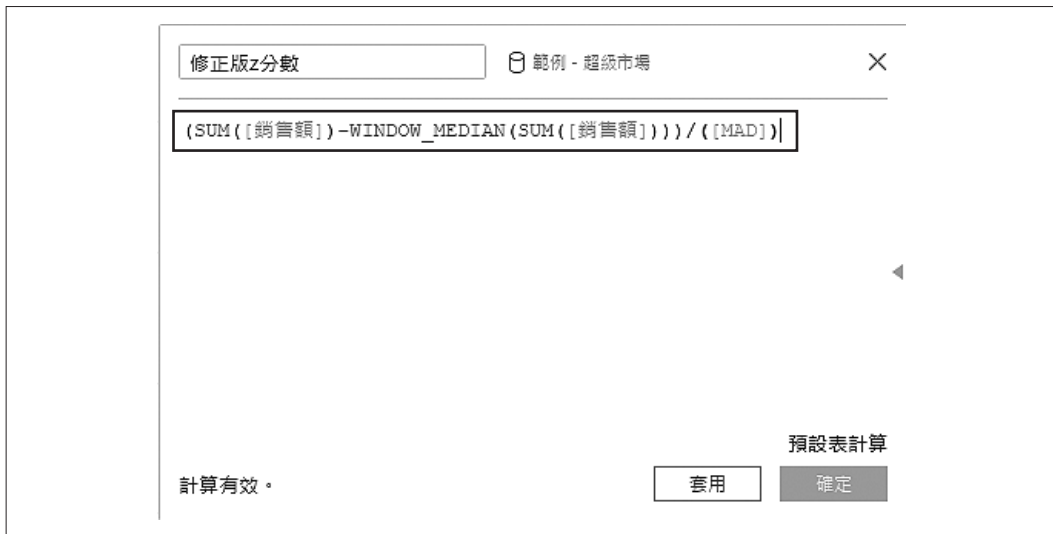 修正版z分數
範例 - 超級市場
(SUM([銷售額])-WINDOW_MEDIAN(SUM([銷售額])))/([MAD])
預設表計算
計算有效。
套用
確定